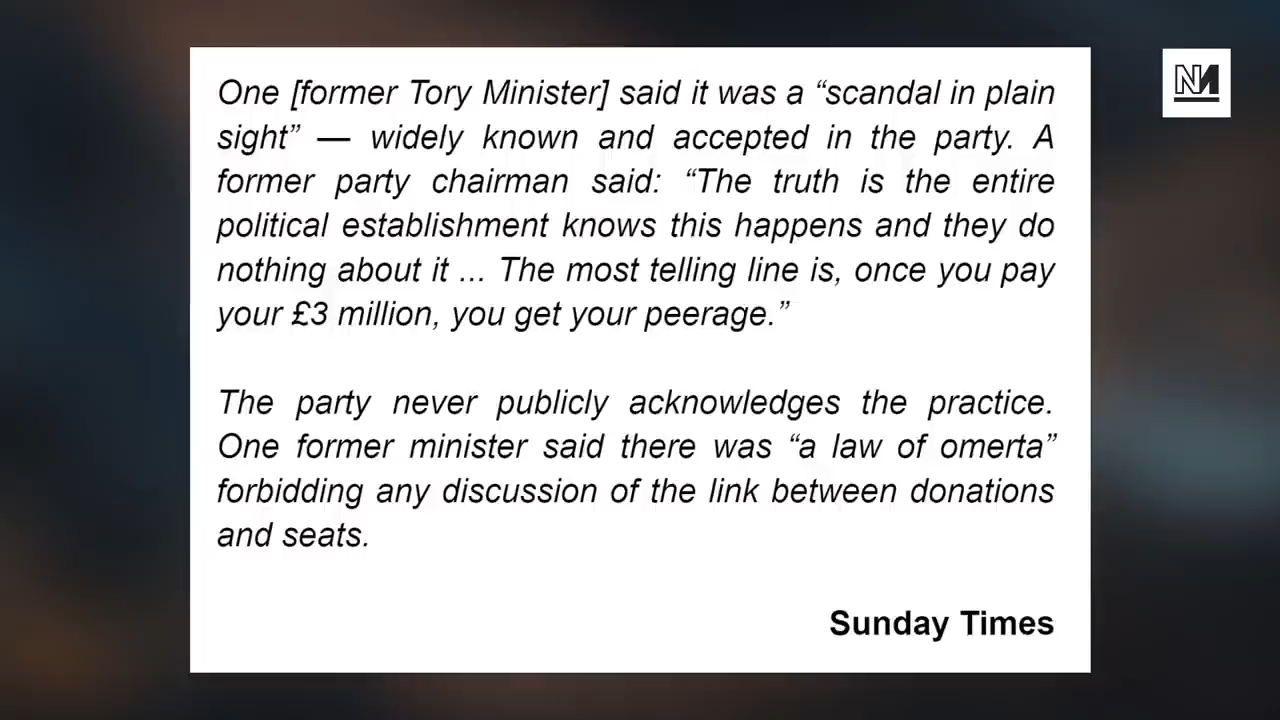 NM
One [former Tory Minister] said it was a “scandal in plain
sight” — widely known and accepted in the party. A
former party chairman said: “The truth is the entire
political establishment knows this happens and they do
nothing about it ... The most telling line is, once you pay
your £3 million, you get your peerage.”
The party never publicly acknowledges the practice.
One former minister said there was “a law of omerta”
forbidding any discussion of the link between donations
and seats.
Sunday Times